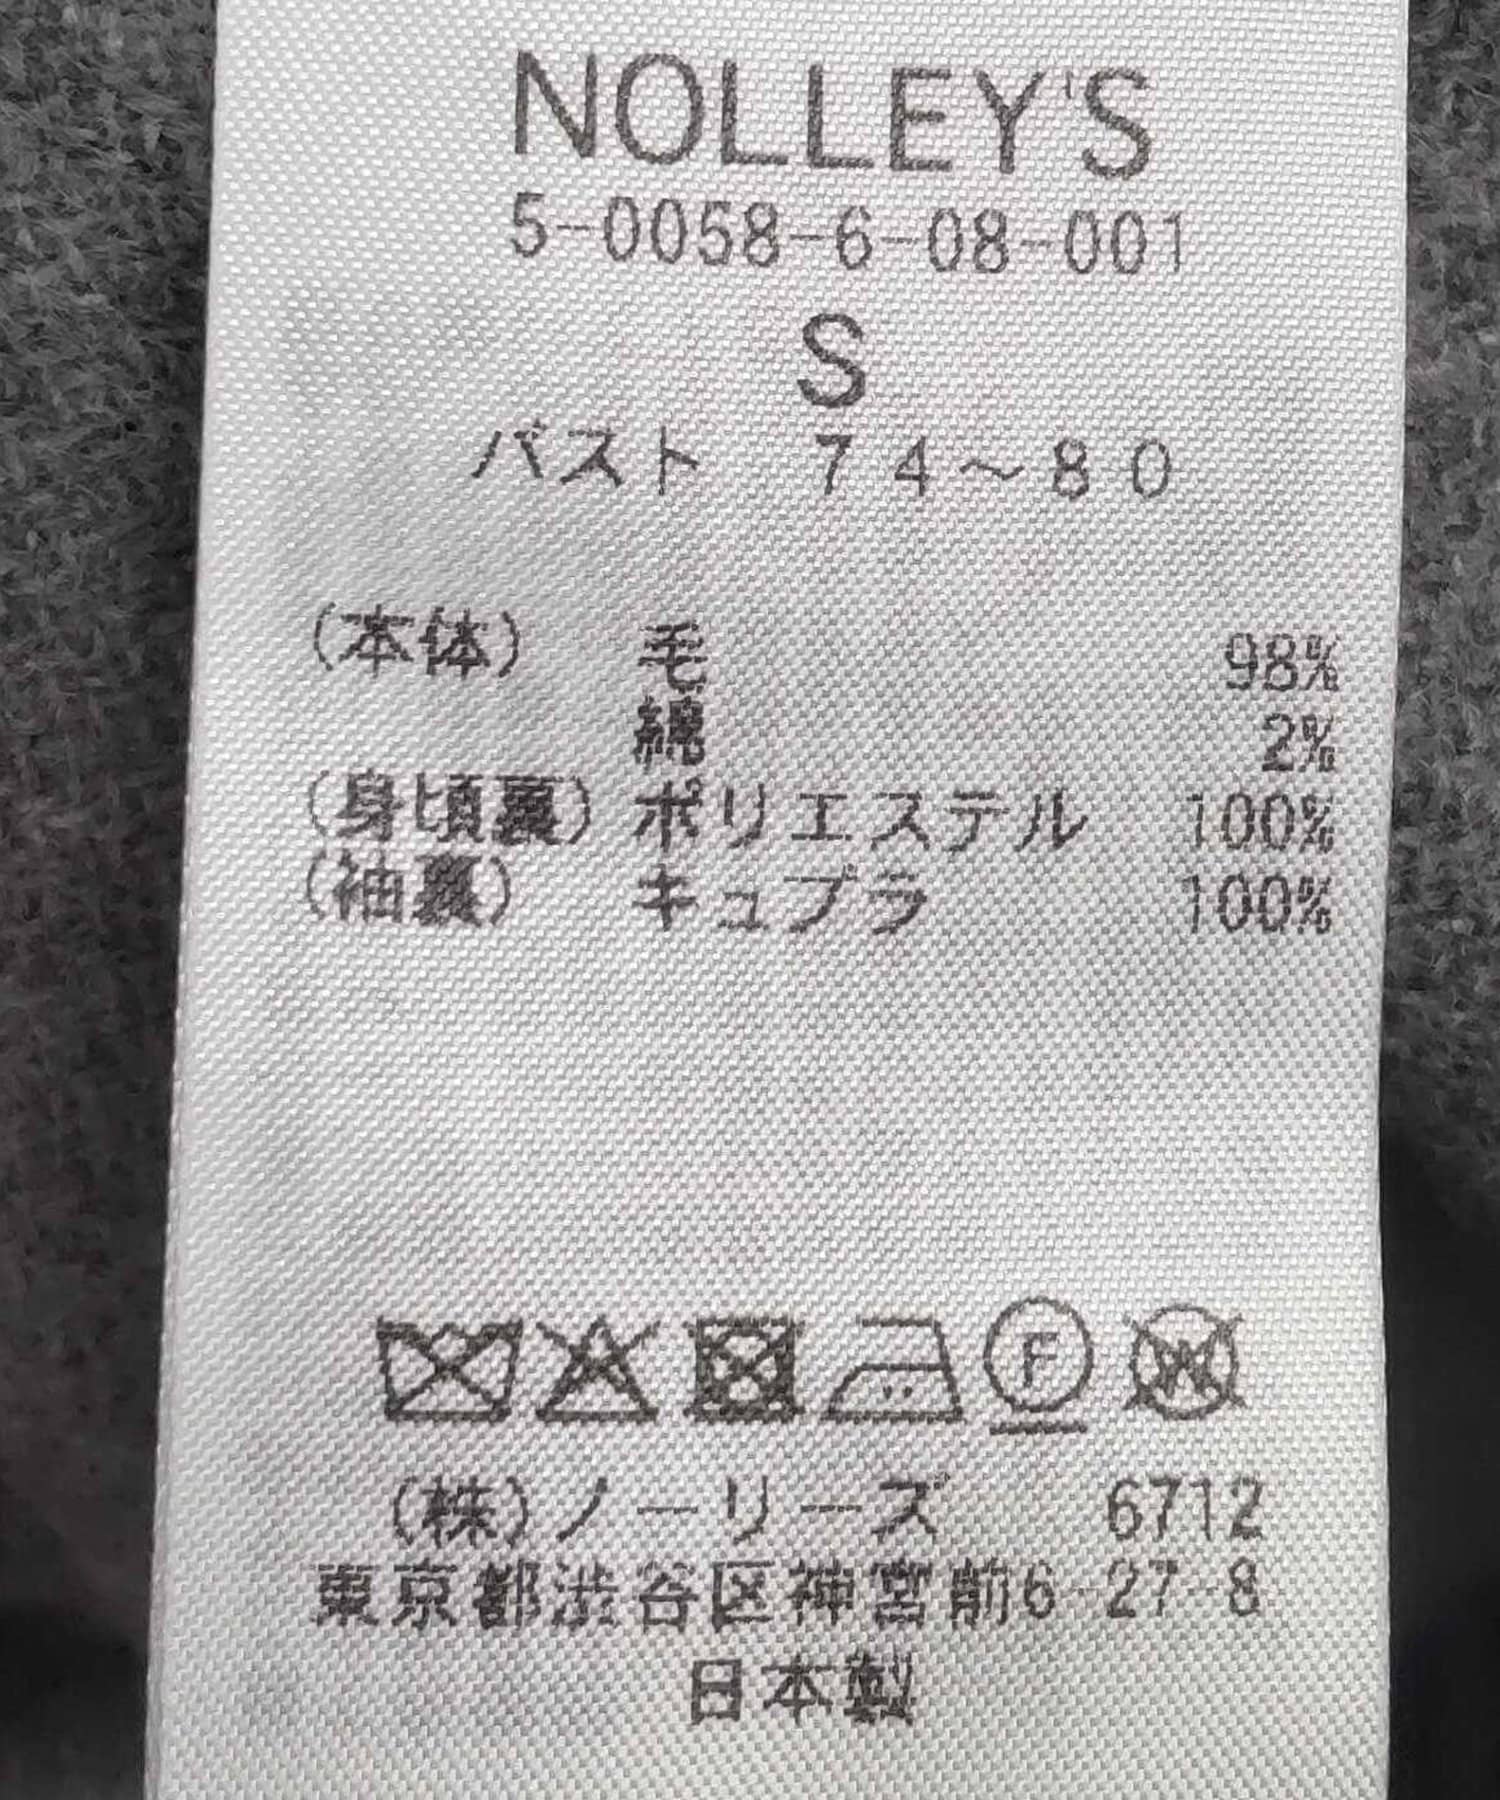 NOLLEY'S
5-0058-6-08-001
S
バスト 74～80
(本体) 毛 98%
綿 2%
(身頃裏) ポリエステル 100%
(袖裏) キュプラ 100%
F W
(株)ノーリーズ 6712
東京都渋谷区神宮前6-27-8
日本製